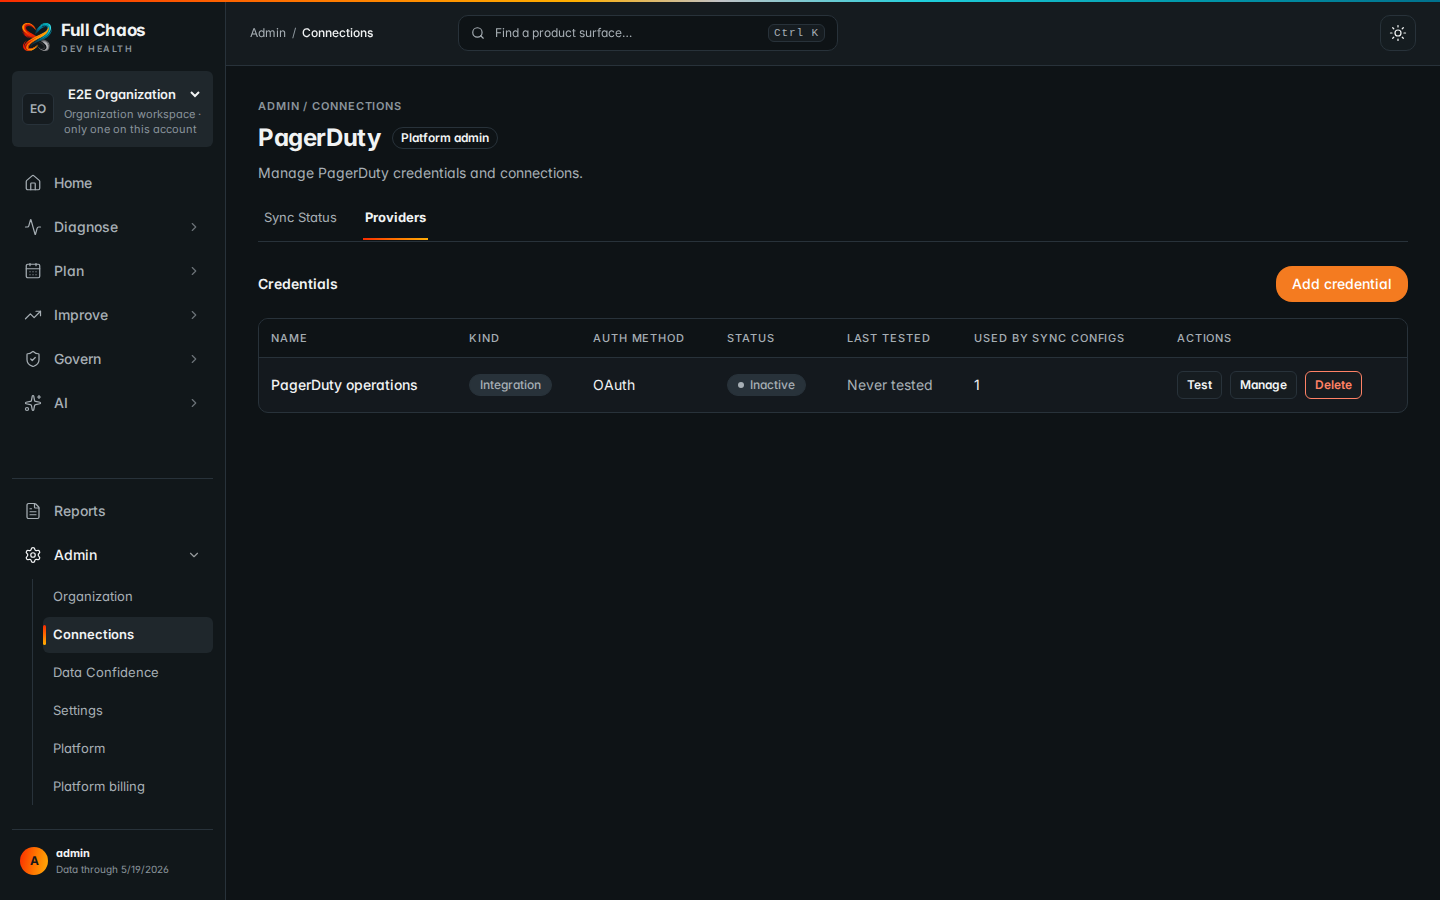 Full Chaos
DEV HEALTH
EO
E2E Organization
Organization workspace ·
only one on this account
Home
Diagnose
Plan
Improve
Govern
AI
Reports
Admin
Organization
Connections
Data Confidence
Settings
Platform
Platform billing
A
admin
Data through 5/19/2026
Admin / Connections
Find a product surface...
Ctrl K
ADMIN / CONNECTIONS
PagerDuty
Platform admin
Manage PagerDuty credentials and connections.
Sync Status
Providers
Credentials
Add credential
NAME KIND AUTH METHOD STATUS LAST TESTED USED BY SYNC CONFIGS ACTIONS
PagerDuty operations Integration OAuth Inactive Never tested 1 Test Manage Delete